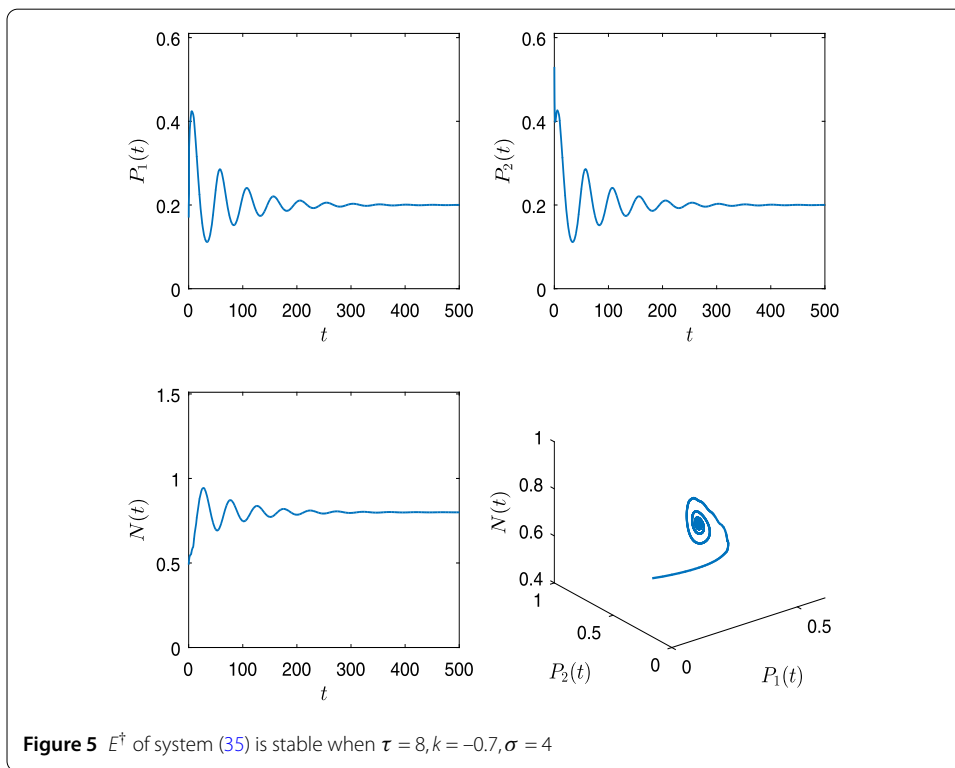 0.6
0.4
0.2
0
P₁(t)
0 100 200 300 400 500
t
0.6
0.4
0.2
0
P₂(t)
0 100 200 300 400 500
t
1.5
1
0.5
0
N(t)
0 100 200 300 400 500
t
1
0.8
0.6
0.4
N(t)
1
0.5
0
P₂(t)
0
0.5
P₁(t)
Figure 5 E† of system (35) is stable when τ = 8, k = –0.7, σ = 4